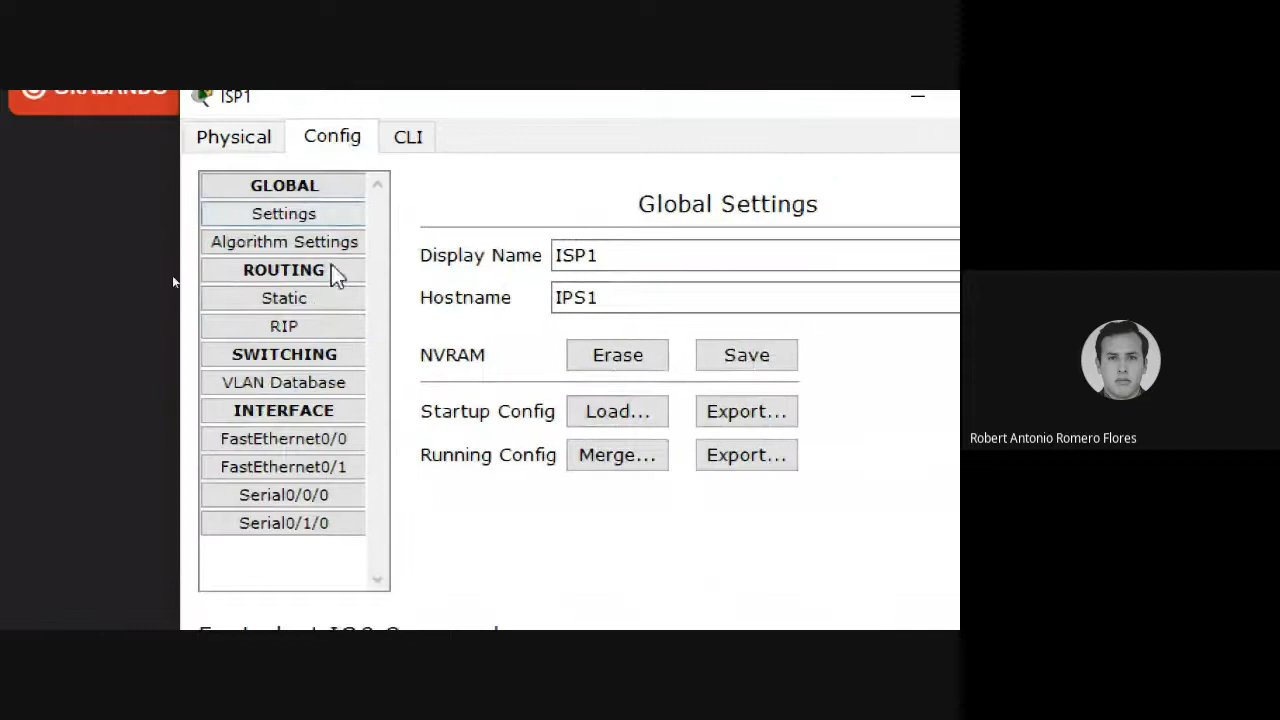 GRABANDO
ISP1
Physical Config CLI
GLOBAL
Settings
Algorithm Settings
ROUTING
Static
RIP
SWITCHING
VLAN Database
INTERFACE
FastEthernet0/0
FastEthernet0/1
Serial0/0/0
Serial0/1/0
Global Settings
Display Name ISP1
Hostname IPS1
NVRAM Erase Save
Startup Config Load... Export...
Running Config Merge... Export...
Robert Antonio Romero Flores